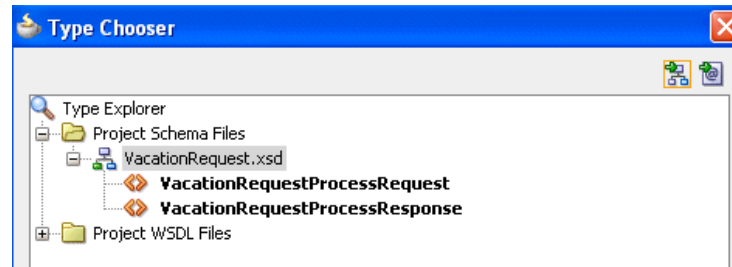 Type Chooser
Type Explorer
Project Schema Files
VacationRequest.xsd
VacationRequestProcessRequest
VacationRequestProcessResponse
Project WSDL Files